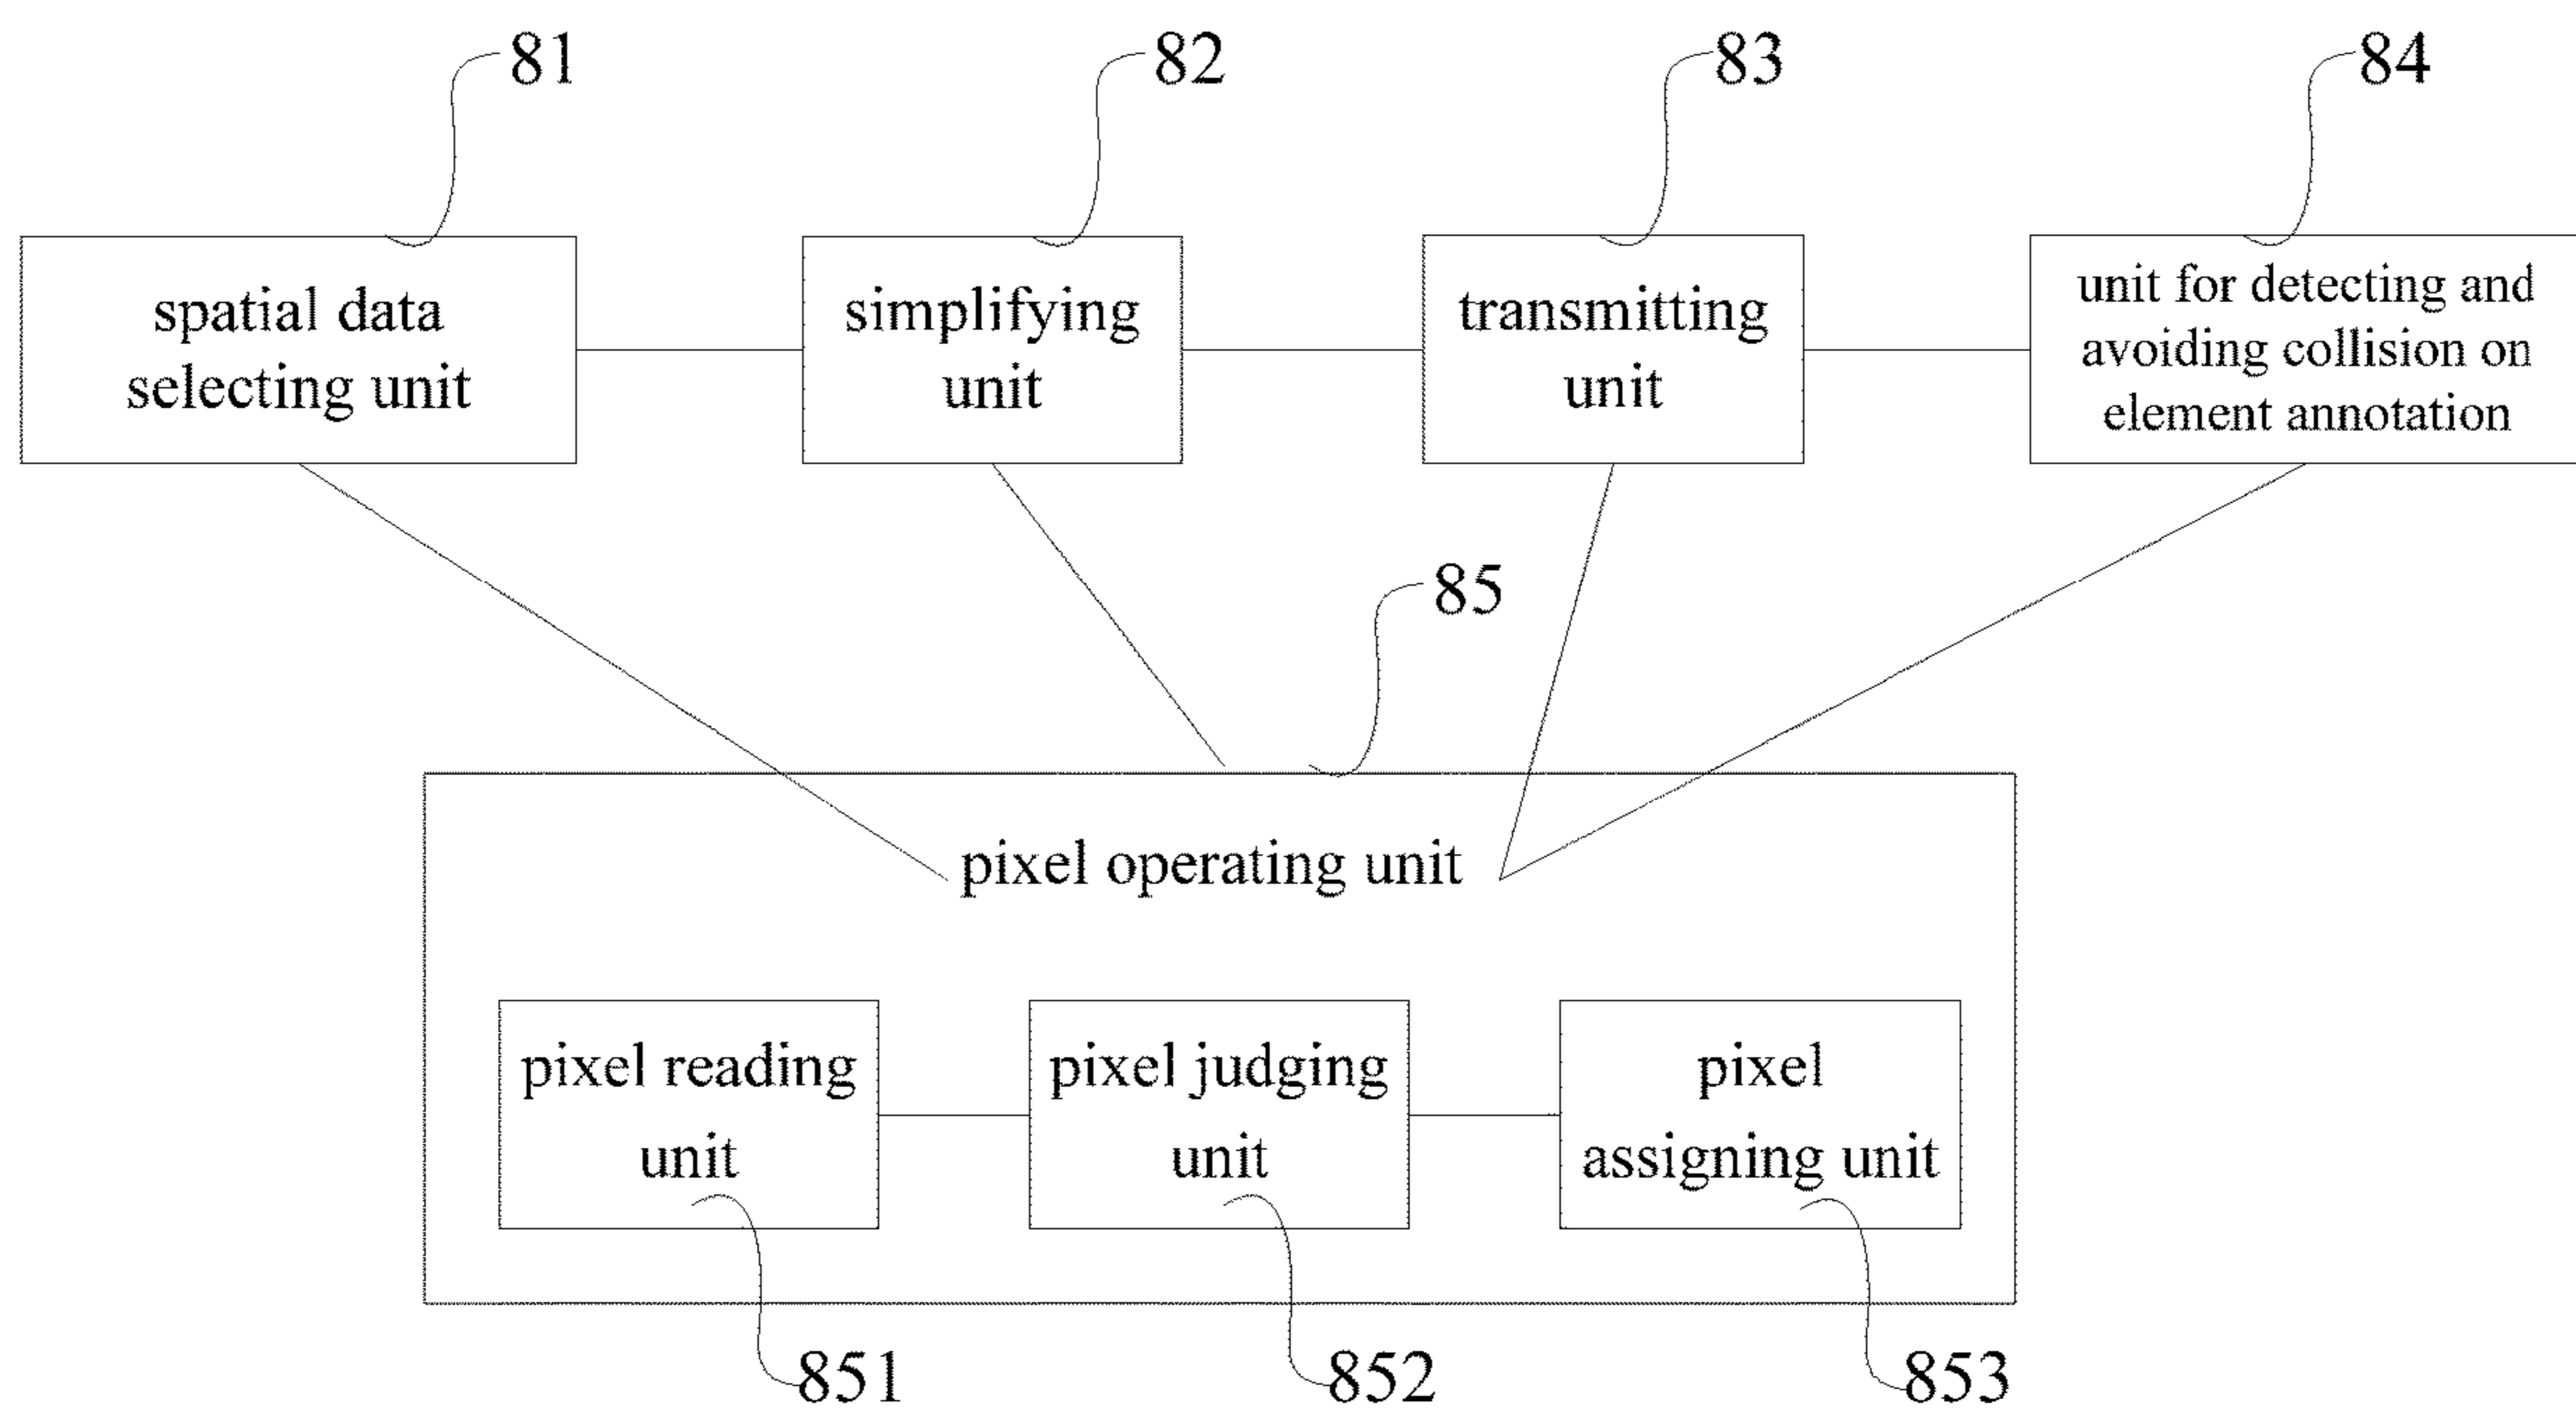 81
82
83
84
spatial data
selecting unit
simplifying
unit
transmitting
unit
unit for detecting and
avoiding collision on
element annotation
85
pixel operating unit
pixel reading
unit
pixel judging
unit
pixel
assigning unit
851
852
853